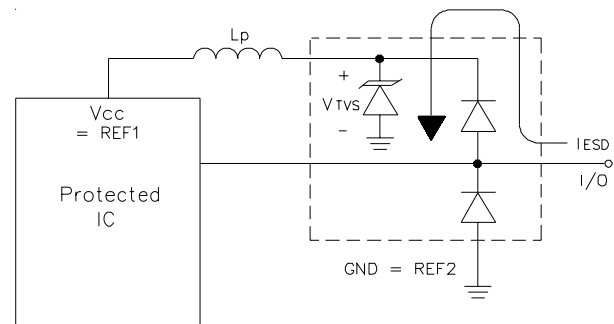 Lp
Vcc
= REF1
+
VTVS
-
IESD
I/O
Protected
IC
GND = REF2